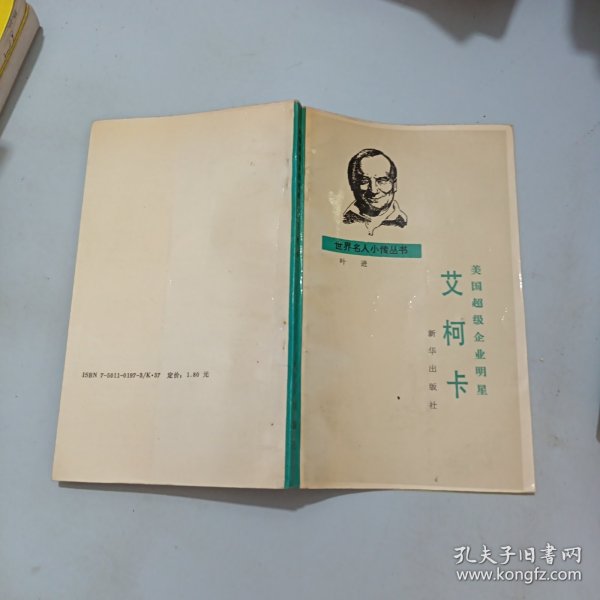 世界名人小传丛书
叶进
美国超级企业明星
艾柯卡
新华出版社
ISBN 7-5011-0197-3/K·37 定价：1.80 元
孔夫子旧书网
www.kongfz.com